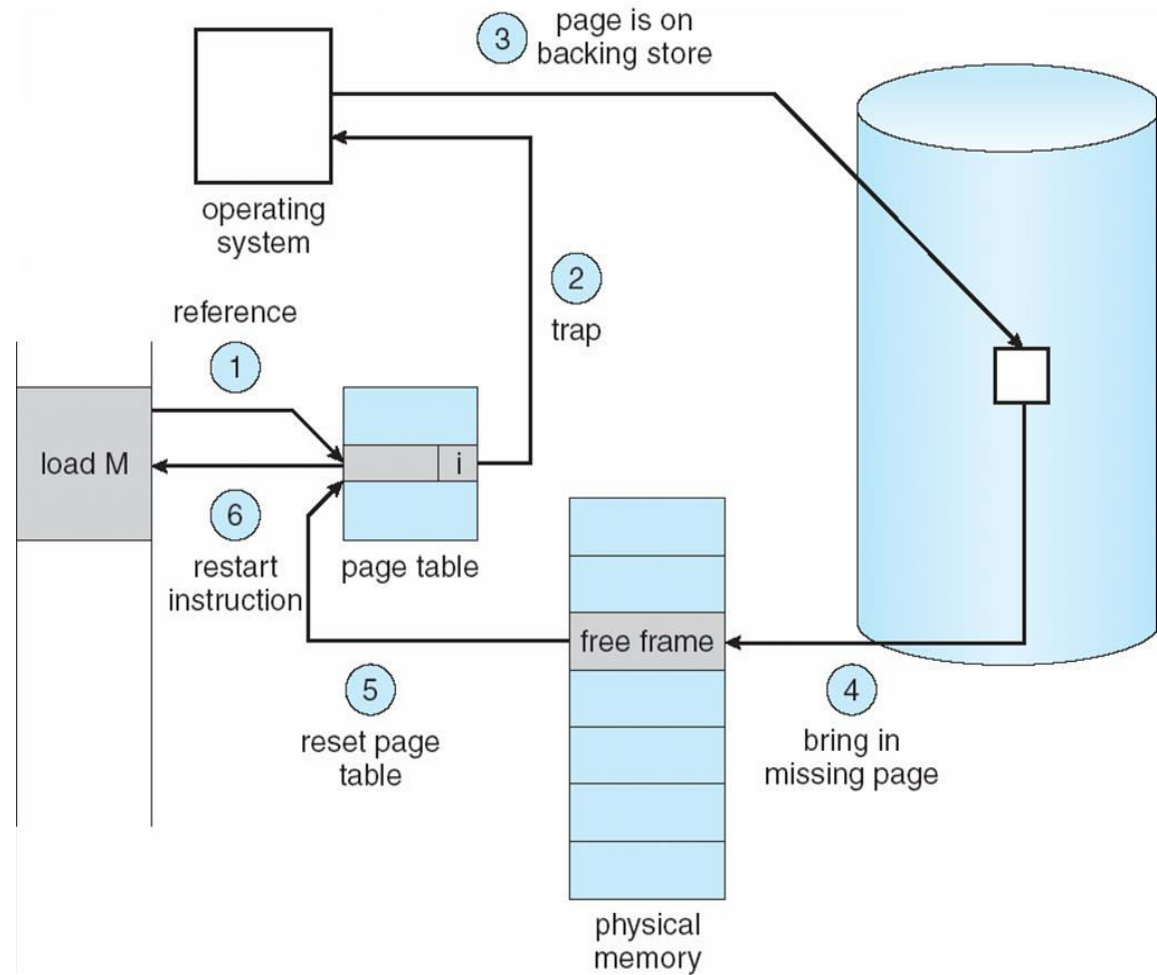 3
page is on
backing store
operating
system
2
trap
reference
1
load M
i
6
restart
instruction
page table
free frame
5
reset page
table
4
bring in
missing page
physical
memory